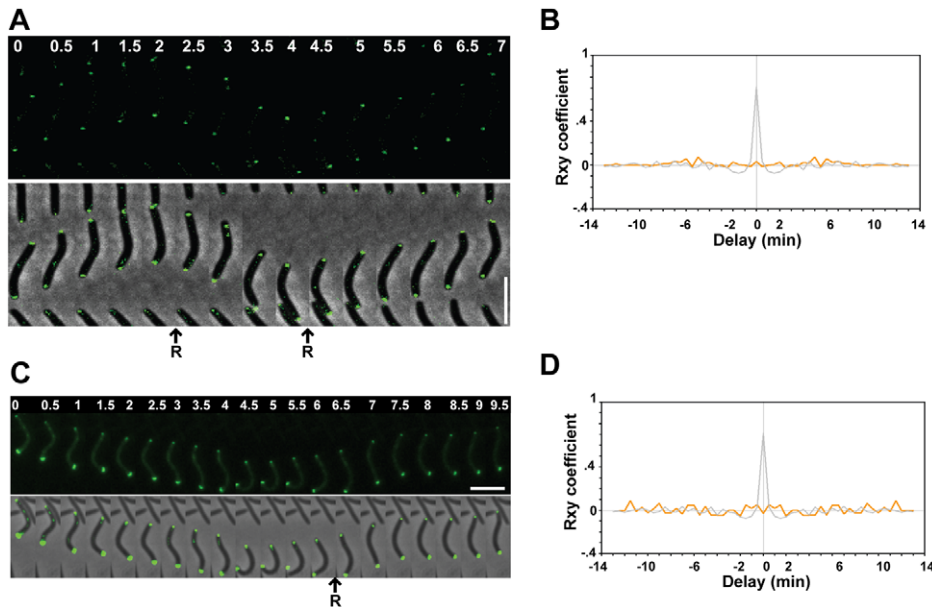 A
0 0.5 1 1.5 2 2.5 3 3.5 4 4.5 5 5.5 6 6.5 7
R R
B
1
.4
0
-.4
Rxy coefficient
-14 -10 -6 -2 0 2 6 10 14
Delay (min)
C
0 0.5 1 1.5 2 2.5 3 3.5 4 4.5 5 5.5 6 6.5 7 7.5 8 8.5 9 9.5
R
D
1
.4
0
-.4
Rxy coefficient
-14 -10 -6 -2 0 2 6 10 14
Delay (min)